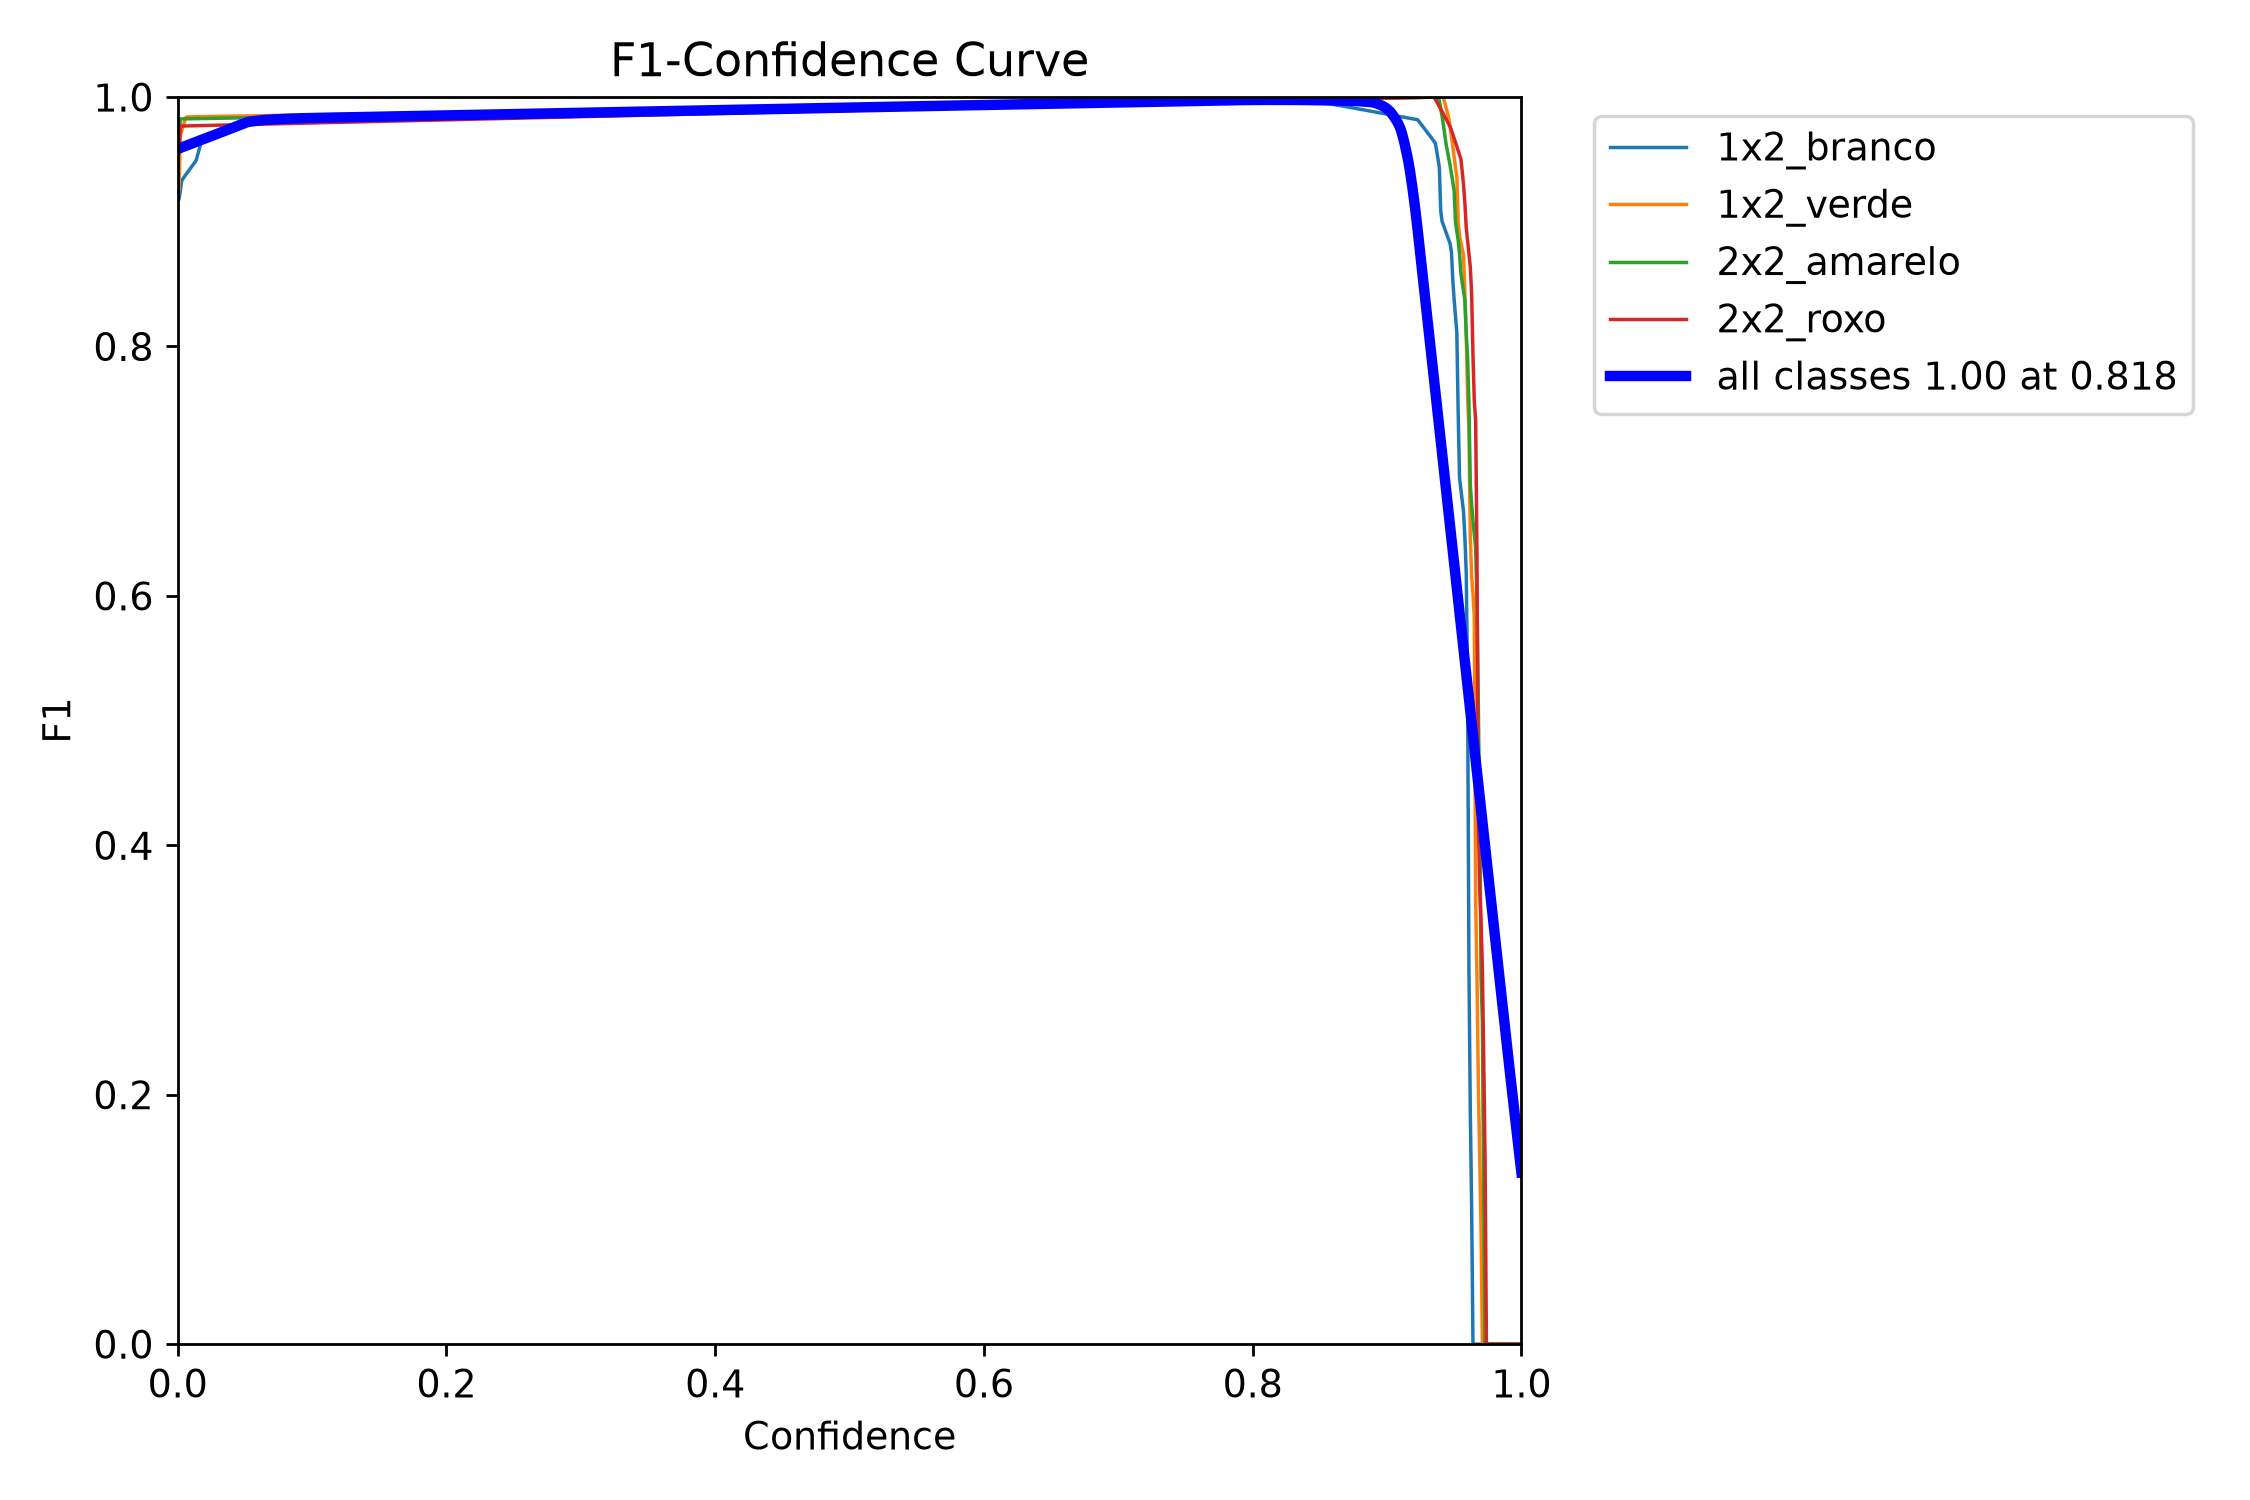 F1-Confidence Curve
1.0
0.8
0.6
0.4
0.2
0.0
F1
0.0 0.2 0.4 0.6 0.8 1.0
Confidence
1x2_branco
1x2_verde
2x2_amarelo
2x2_roxo
all classes 1.00 at 0.818